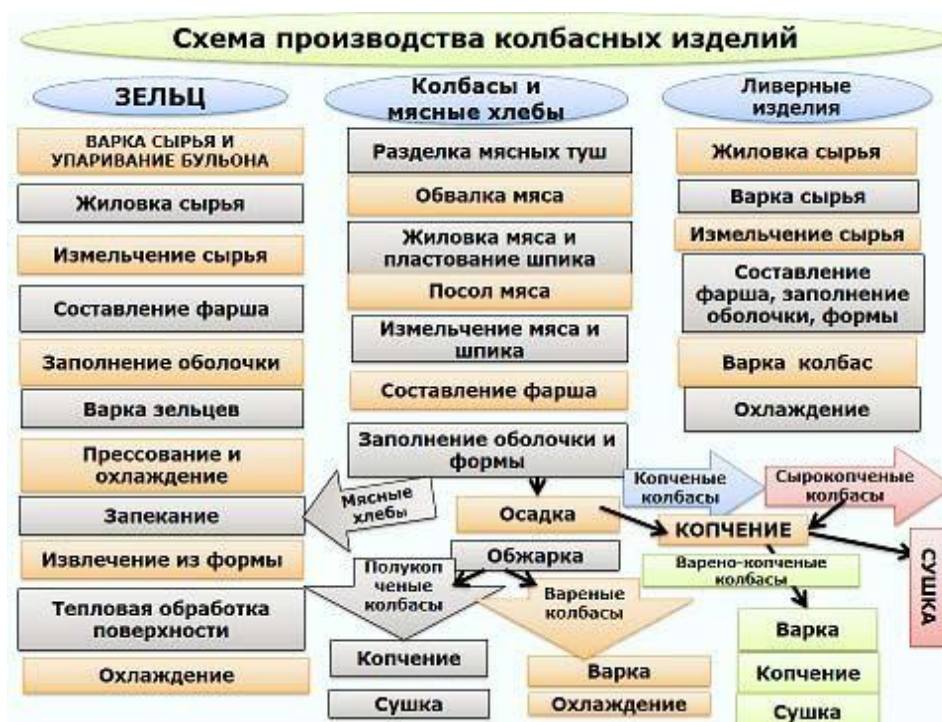 Схема производства колбасных изделий
ЗЕЛЬЦ
ВАРКА СЫРЬЯ И
УПАРИВАНИЕ БУЛЬОНА
Жиловка сырья
Измельчение сырья
Составление фарша
Заполнение оболочки
Варка зельцев
Прессование и
охлаждение
Запекание
Извлечение из формы
Тепловая обработка
поверхности
Охлаждение
Колбасы и
мясные хлебы
Разделка мясных туш
Обвалка мяса
Жиловка мяса и
пластование шпика
Посол мяса
Измельчение мяса и
шпика
Составление фарша
Заполнение оболочки и
формы
Мясные
хлебы
Осадка
Обжарка
Полукоп
ченые
колбасы
Копчение
Сушка
Вареные
колбасы
Варка
Охлаждение
Ливерные
изделия
Жиловка сырья
Варка сырья
Измельчение сырья
Составление
фарша, заполнение
оболочки, формы
Варка колбас
Охлаждение
Копченые
колбасы
Сырокопченые
колбасы
КОПЧЕНИЕ
СУШКА
Варено-копченые
колбасы
Варка
Копчение
Сушка